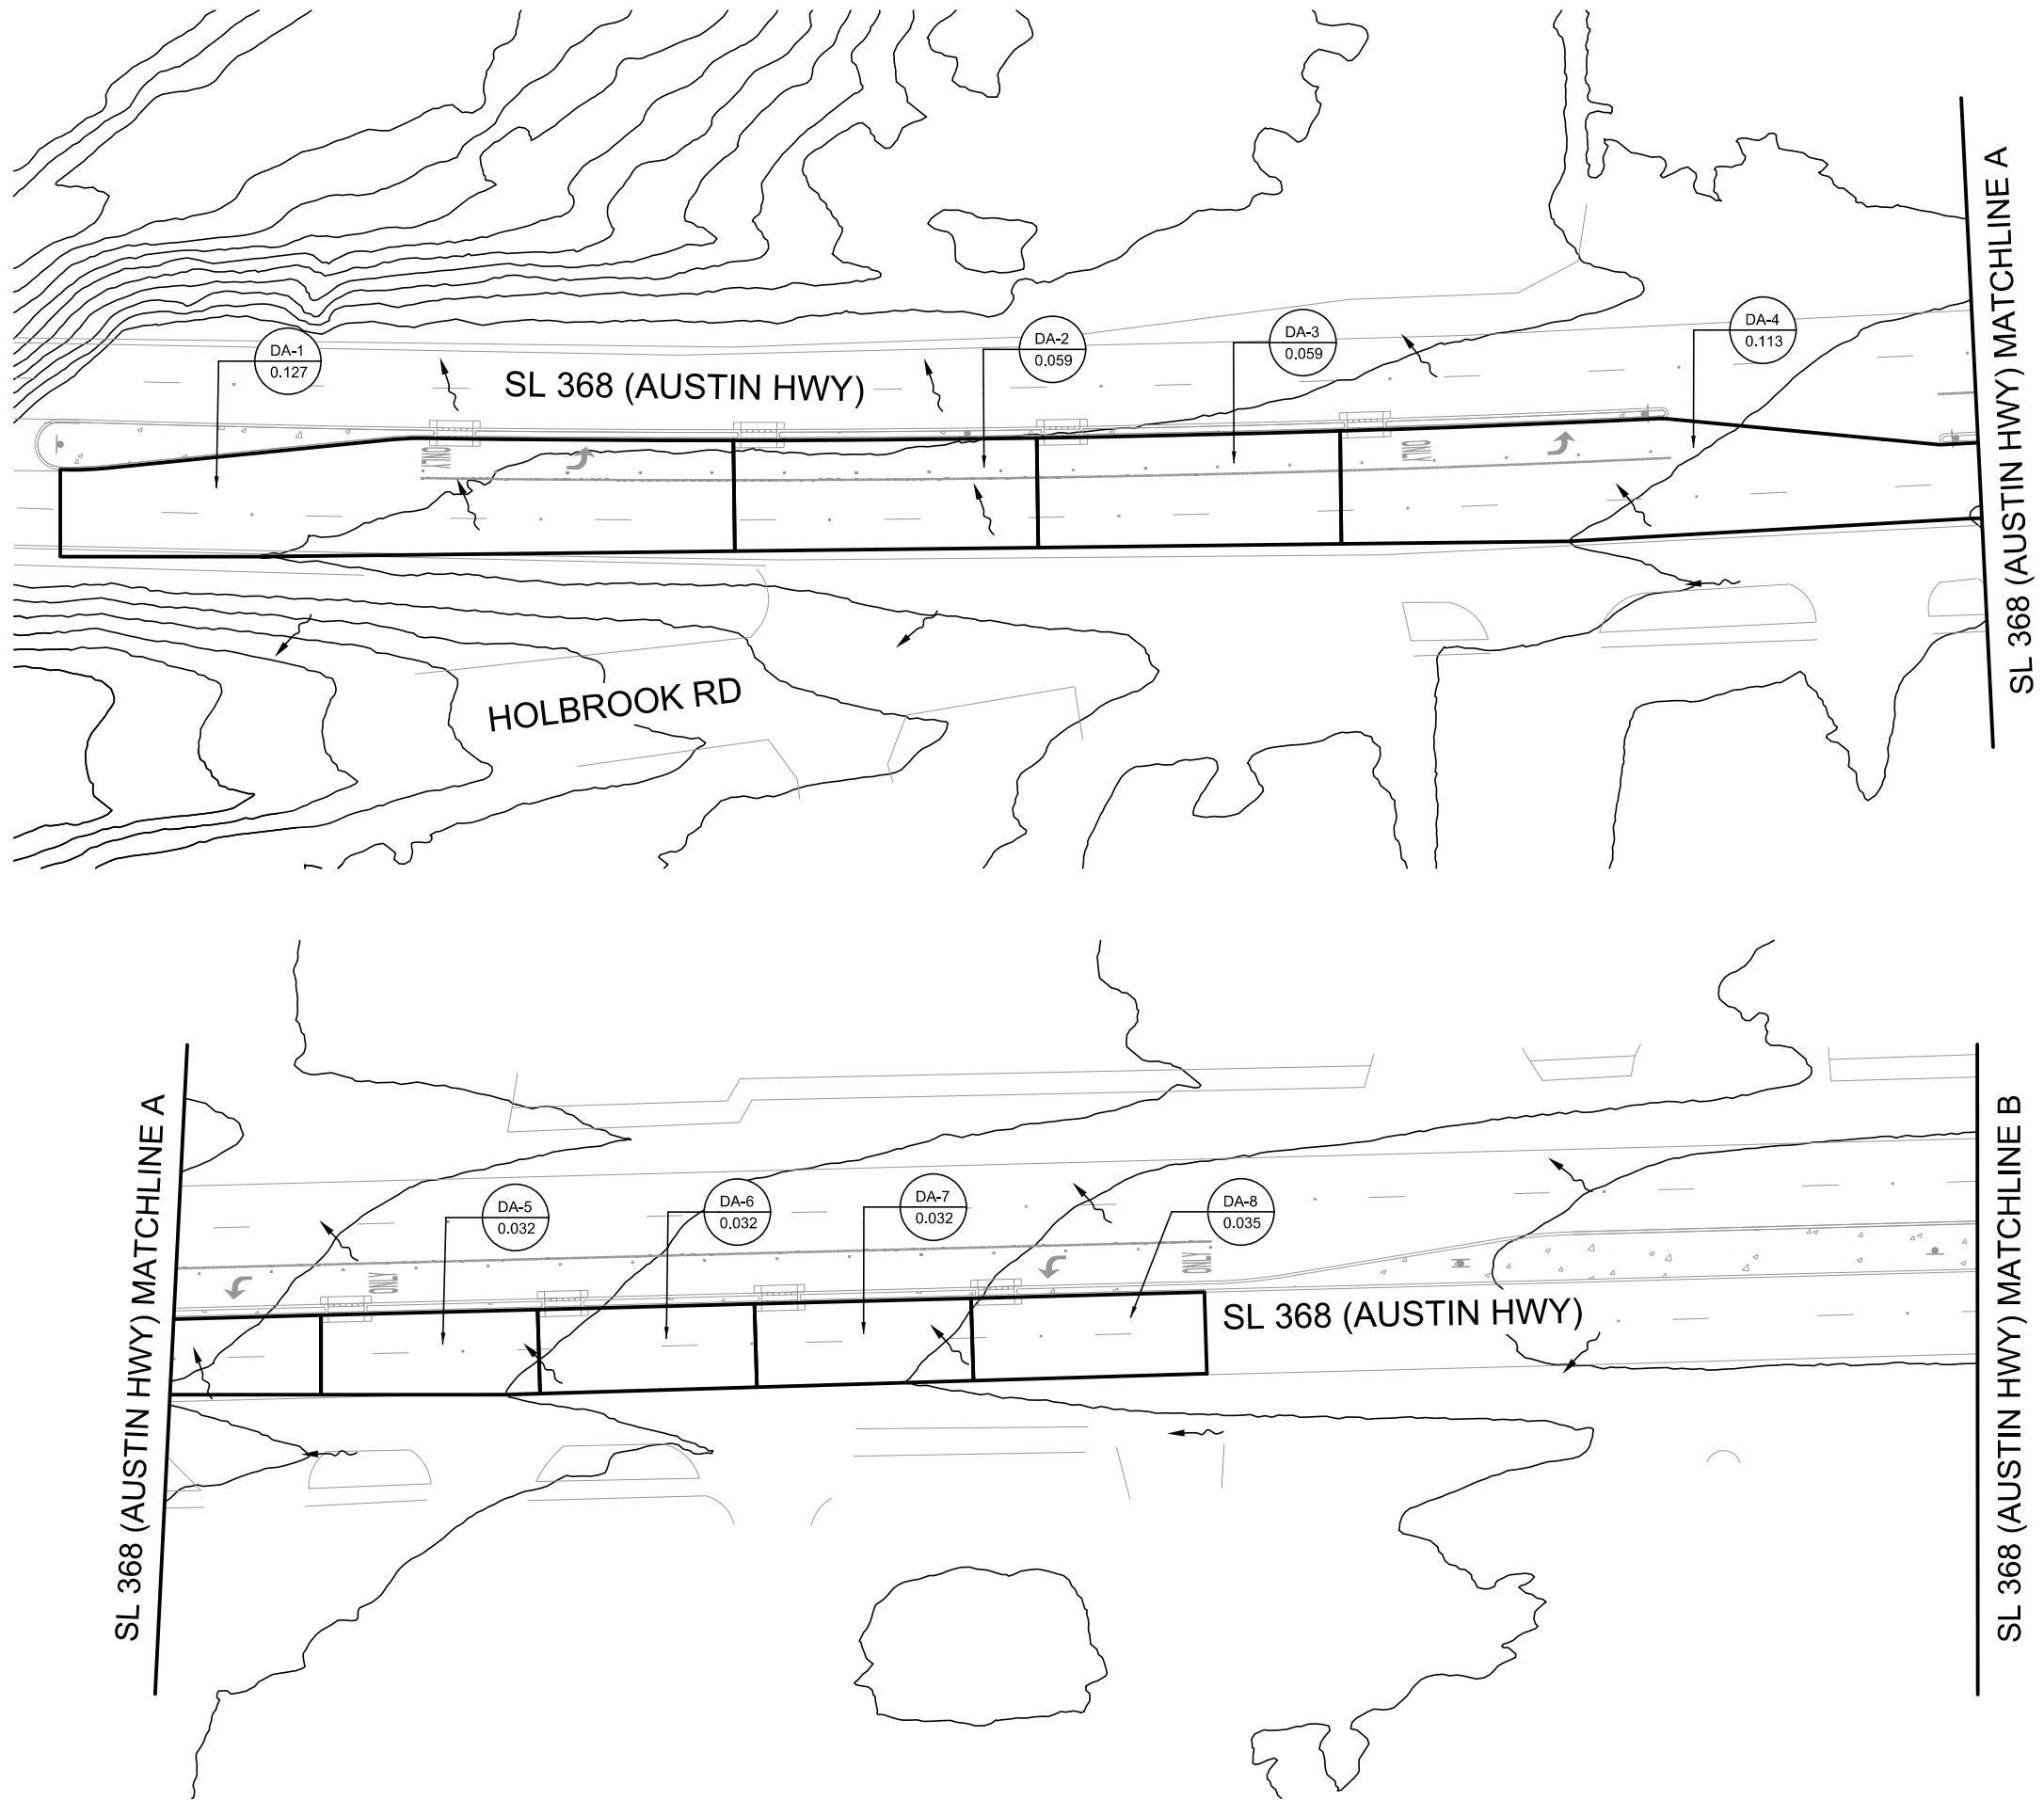 DA-1
0.127
DA-2
0.059
DA-3
0.059
DA-4
0.113
SL 368 (AUSTIN HWY)
ONLY
ONLY
SL 368 (AUSTIN HWY) MATCHLINE A
HOLBROOK RD
SL 368 (AUSTIN HWY) MATCHLINE A
DA-5
0.032
DA-6
0.032
DA-7
0.032
DA-8
0.035
ONLY
ONLY
SL 368 (AUSTIN HWY)
SL 368 (AUSTIN HWY) MATCHLINE B